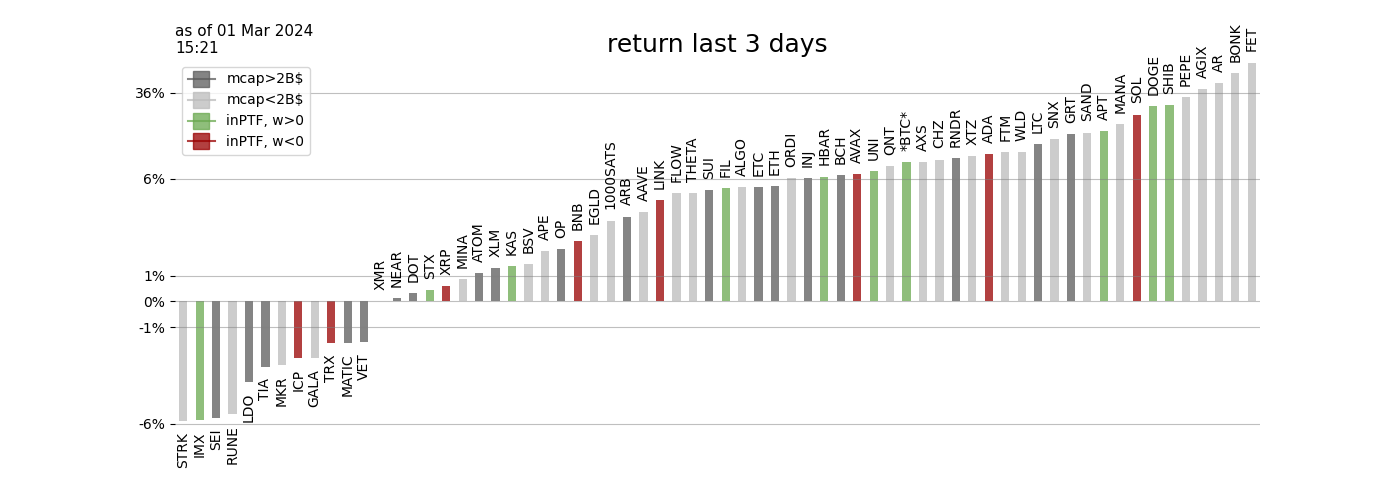 as of 01 Mar 2024
15:21
return last 3 days
mcap>2B$
mcap<2B$
inPTF, w>0
inPTF, w<0
36%
6%
1%
0%
-1%
-6%
STRK
IMX
SEI
RUNE
LDO
TIA
MKR
ICP
GALA
TRX
MATIC
VET
XMR
NEAR
DOT
STX
XRP
MINA
ATOM
XLM
KAS
BSV
APE
OP
BNB
EGLD
1000SATS
ARB
AAVE
LINK
FLOW
THETA
SUI
FIL
ALGO
ETC
ETH
ORDI
INJ
HBAR
BCH
AVAX
UNI
QNT
*BTC*
AXS
CHZ
RNDR
XTZ
ADA
FTM
WLD
LTC
SNX
GRT
SAND
APT
MANA
SOL
DOGE
SHIB
PEPE
AGIX
AR
BONK
FET